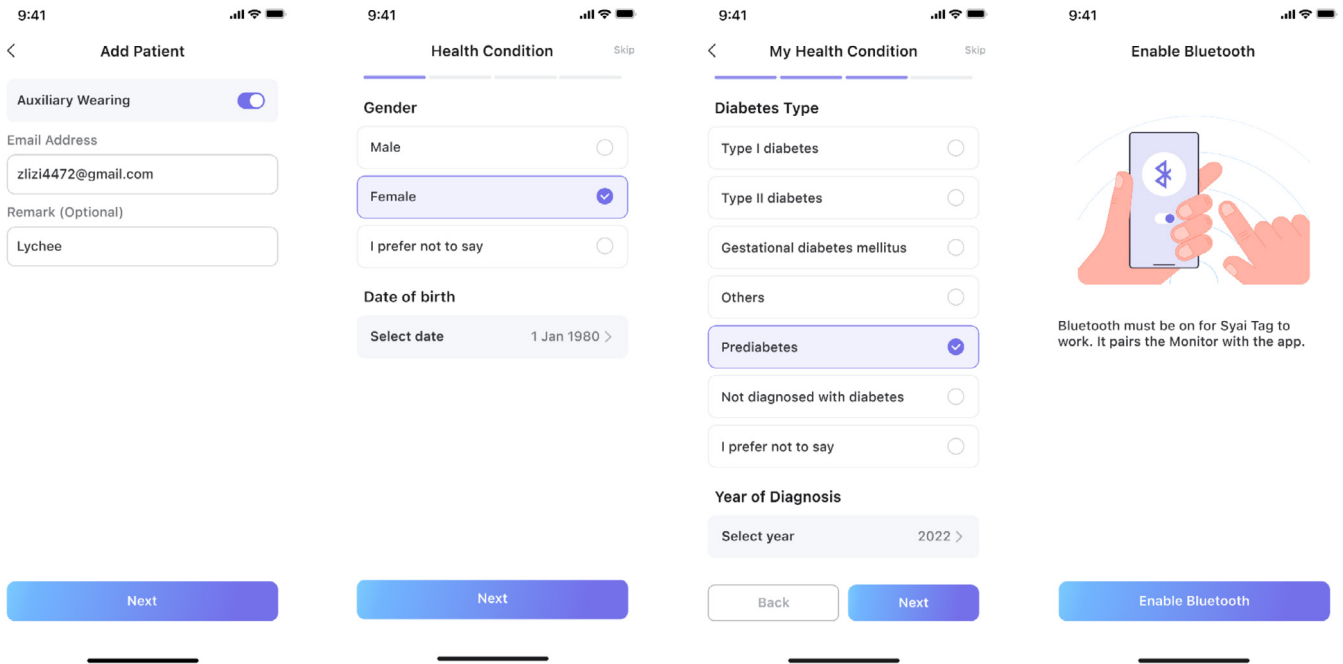 9:41
Add Patient
Auxiliary Wearing
Email Address
zlizi4472@gmail.com
Remark (Optional)
Lychee
Next
9:41
Health Condition
Skip
Gender
Male
Female
I prefer not to say
Date of birth
Select date
1 Jan 1980
Next
9:41
My Health Condition
Skip
Diabetes Type
Type I diabetes
Type II diabetes
Gestational diabetes mellitus
Others
Prediabetes
Not diagnosed with diabetes
I prefer not to say
Year of Diagnosis
Select year
2022
Back
Next
9:41
Enable Bluetooth
Bluetooth must be on for Syai Tag to
work. It pairs the Monitor with the app.
Enable Bluetooth